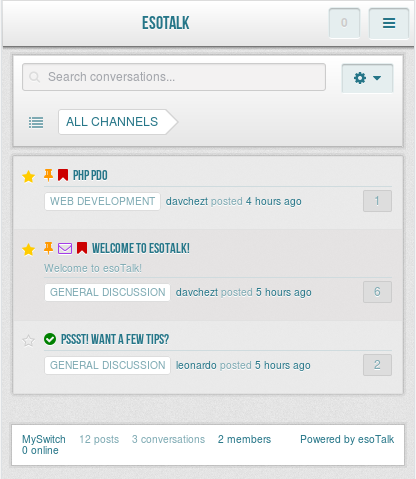 ESOTALK
0
Search conversations...
ALL CHANNELS
PHP PDO
WEB DEVELOPMENT davchezt posted 4 hours ago 1
WELCOME TO ESOTALK!
Welcome to esoTalk!
GENERAL DISCUSSION davchezt posted 5 hours ago 6
PSSST! WANT A FEW TIPS?
GENERAL DISCUSSION leonardo posted 5 hours ago 2
MySwitch 12 posts 3 conversations 2 members Powered by esoTalk
0 online